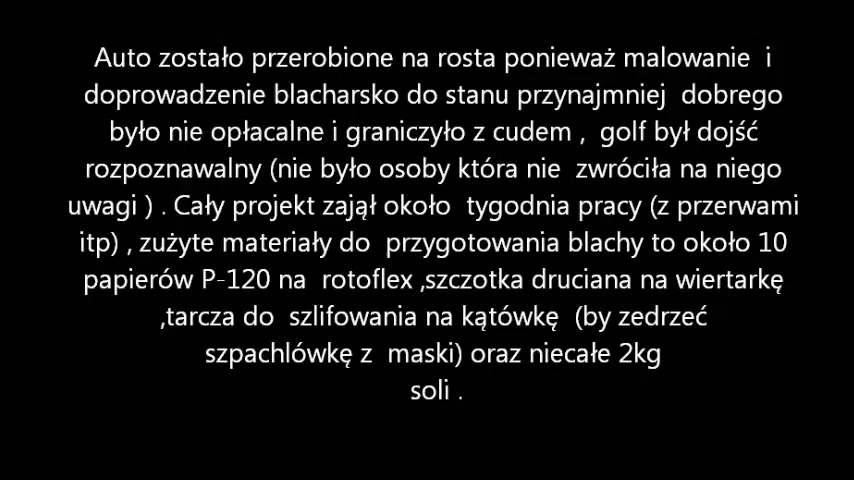 Auto zostało przerobione na rosta ponieważ malowanie i
doprowadzenie blacharsko do stanu przynajmniej dobrego
było nie opłacalne i graniczyło z cudem , golf był dojść
rozpoznawalny (nie było osoby która nie zwróciła na niego
uwagi ) . Cały projekt zajął około tygodnia pracy (z przerwami
itp) , zużyte materiały do przygotowania blachy to około 10
papierów P-120 na rotoflex ,szczotka druciana na wiertarkę
,tarcza do szlifowania na kątówkę (by zedrzeć
szpachlówkę z maski) oraz niecałe 2kg
soli .